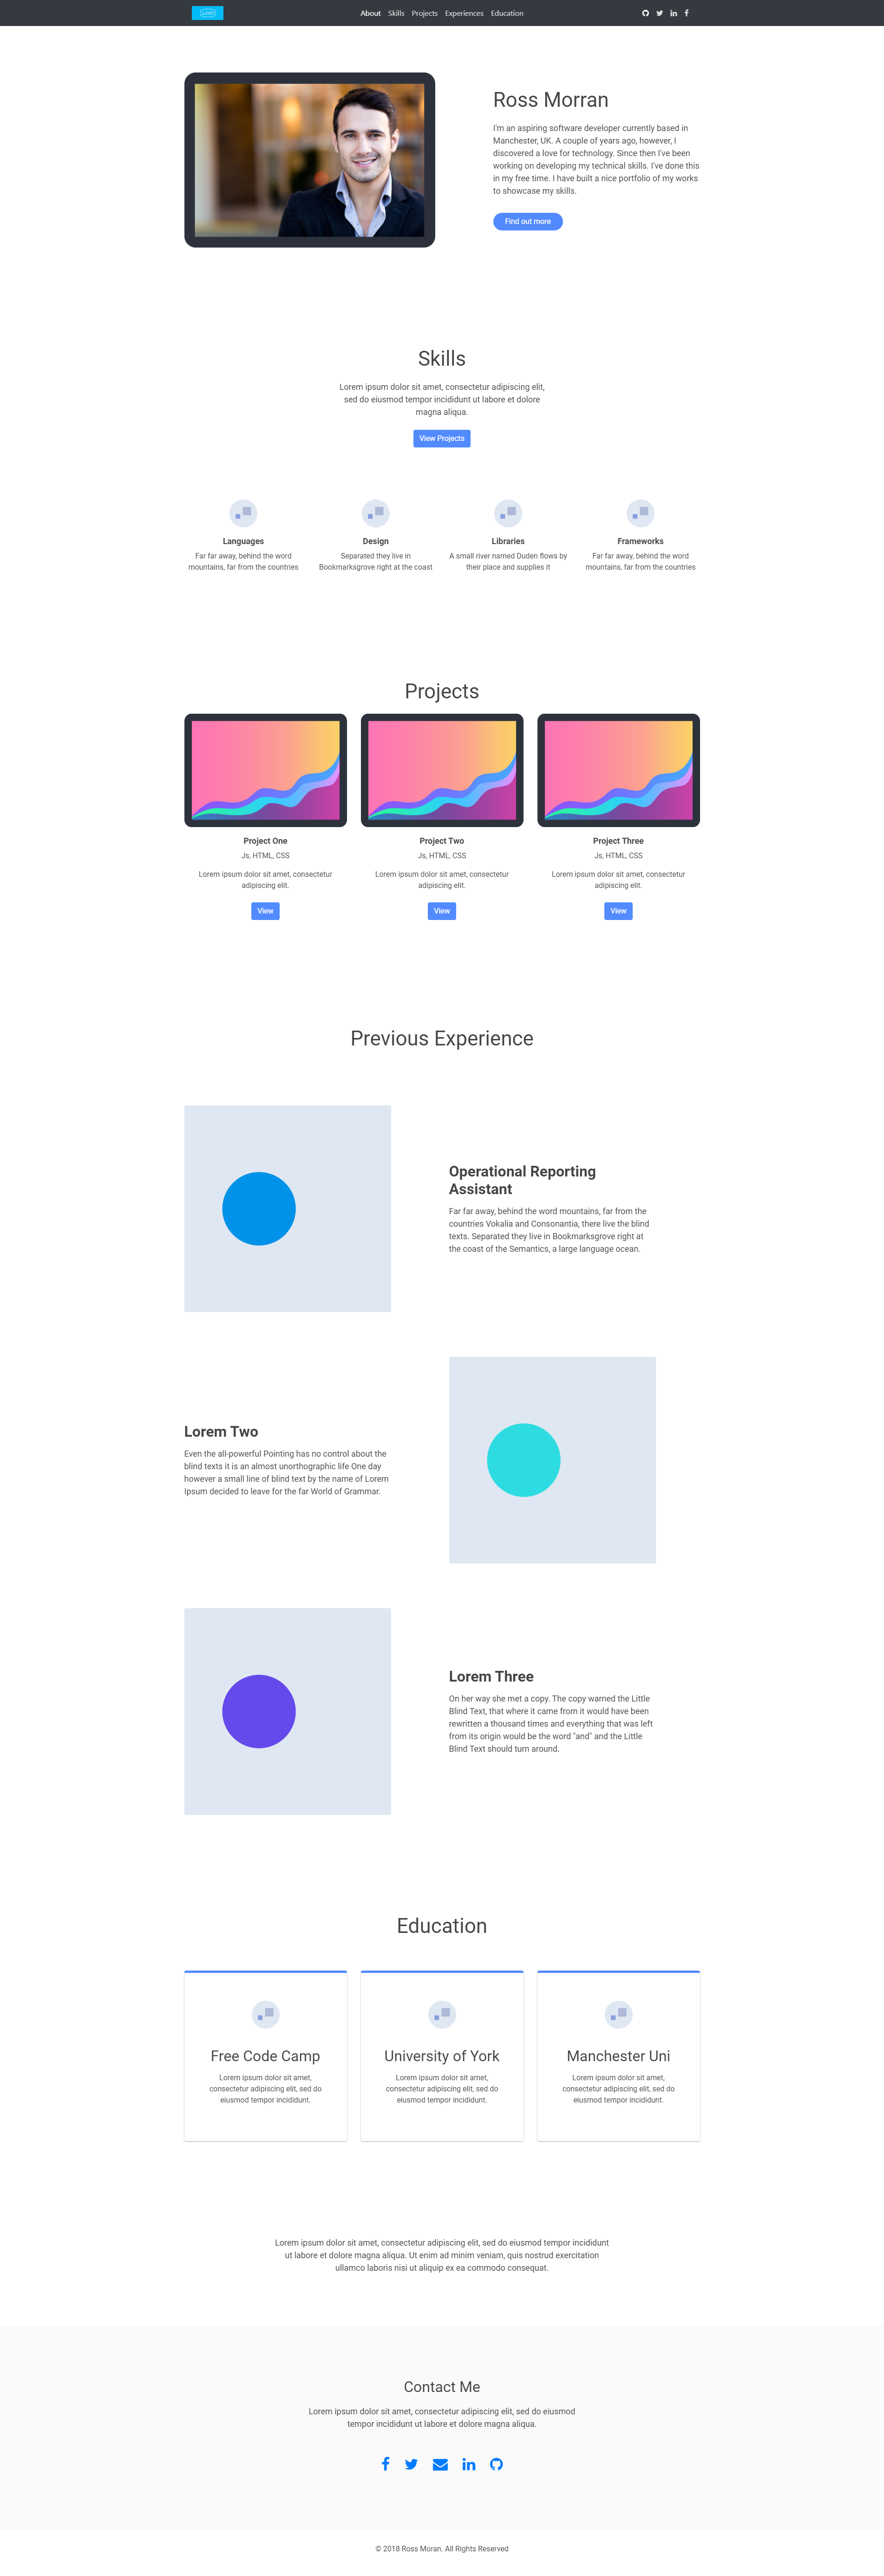 LOGO
About Skills Projects Experiences Education
Ross Morran
I'm an aspiring software developer currently based in
Manchester, UK. A couple of years ago, however, I
discovered a love for technology. Since then I've been
working on developing my technical skills. I've done this
in my free time. I have built a nice portfolio of my works
to showcase my skills.
Find out more
Skills
Lorem ipsum dolor sit amet, consectetur adipiscing elit,
sed do eiusmod tempor incididunt ut labore et dolore
magna aliqua.
View Projects
Languages
Far far away, behind the word
mountains, far from the countries
Design
Separated they live in
Bookmarksgrove right at the coast
Libraries
A small river named Duden flows by
their place and supplies it
Frameworks
Far far away, behind the word
mountains, far from the countries
Projects
Project One
Js, HTML, CSS
Lorem ipsum dolor sit amet, consectetur
adipiscing elit.
View
Project Two
Js, HTML, CSS
Lorem ipsum dolor sit amet, consectetur
adipiscing elit.
View
Project Three
Js, HTML, CSS
Lorem ipsum dolor sit amet, consectetur
adipiscing elit.
View
Previous Experience
Operational Reporting
Assistant
Far far away, behind the word mountains, far from the
countries Vokalia and Consonantia, there live the blind
texts. Separated they live in Bookmarksgrove right at
the coast of the Semantics, a large language ocean.
Lorem Two
Even the all-powerful Pointing has no control about the
blind texts it is an almost unorthographic life One day
however a small line of blind text by the name of Lorem
Ipsum decided to leave for the far World of Grammar.
Lorem Three
On her way she met a copy. The copy warned the Little
Blind Text, that where it came from it would have been
rewritten a thousand times and everything that was left
from its origin would be the word "and" and the Little
Blind Text should turn around.
Education
Free Code Camp
Lorem ipsum dolor sit amet,
consectetur adipiscing elit, sed do
eiusmod tempor incididunt.
University of York
Lorem ipsum dolor sit amet,
consectetur adipiscing elit, sed do
eiusmod tempor incididunt.
Manchester Uni
Lorem ipsum dolor sit amet,
consectetur adipiscing elit, sed do
eiusmod tempor incididunt.
Lorem ipsum dolor sit amet, consectetur adipiscing elit, sed do eiusmod tempor incididunt
ut labore et dolore magna aliqua. Ut enim ad minim veniam, quis nostrud exercitation
ullamco laboris nisi ut aliquip ex ea commodo consequat.
Contact Me
Lorem ipsum dolor sit amet, consectetur adipiscing elit, sed do eiusmod
tempor incididunt ut labore et dolore magna aliqua.
© 2018 Ross Moran. All Rights Reserved